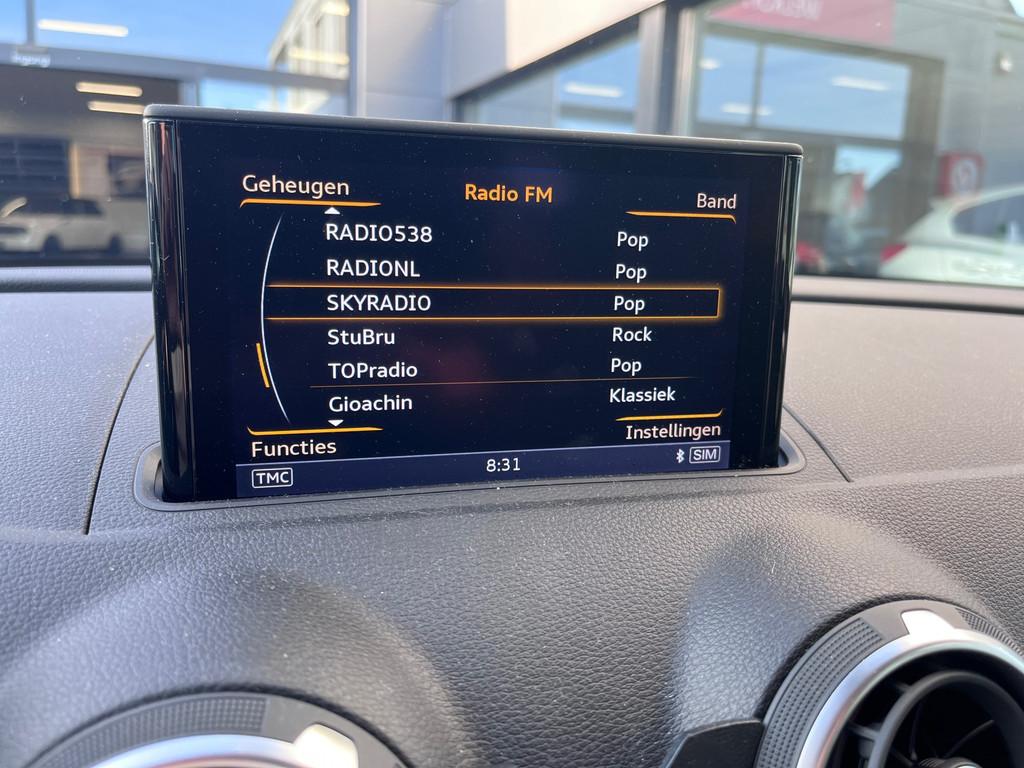 Geheugen
Radio FM
Band
RADIO538 Pop
RADIONL Pop
SKYRADIO Pop
StuBru Rock
TOPradio Pop
Gioachin Klassiek
Functies
Instellingen
TMC 8:31 SIM